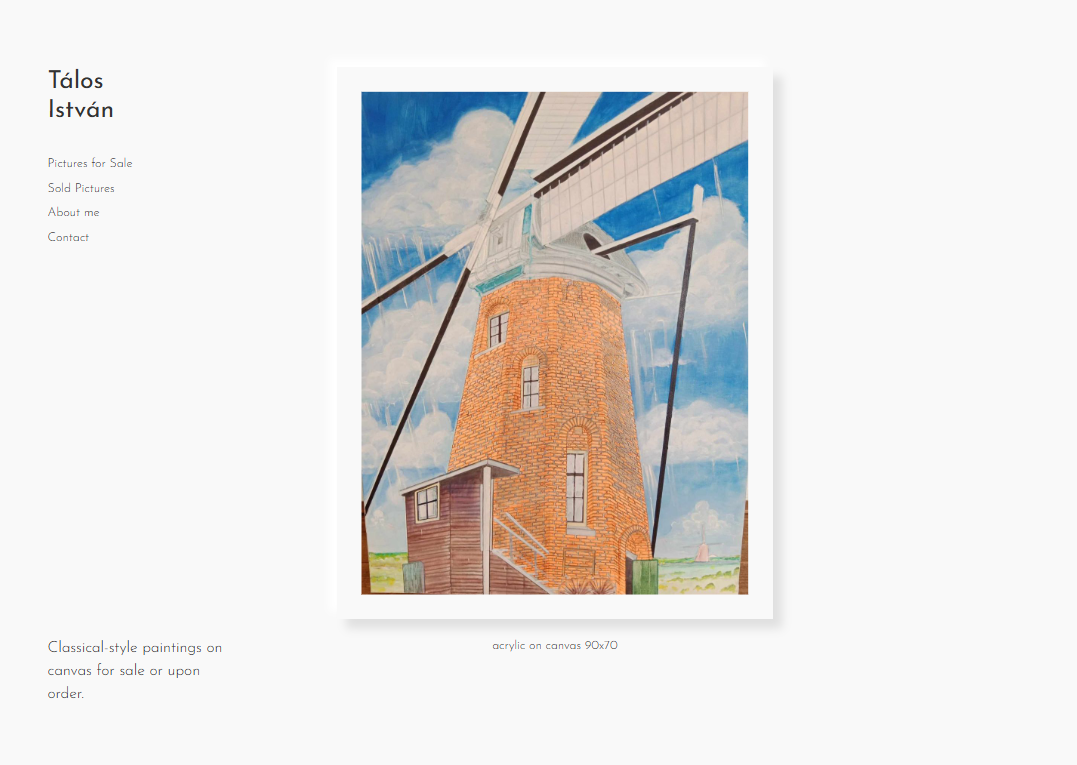 Tálos
István
Pictures for Sale
Sold Pictures
About me
Contact
acrylic on canvas 90x70
Classical-style paintings on
canvas for sale or upon
order.